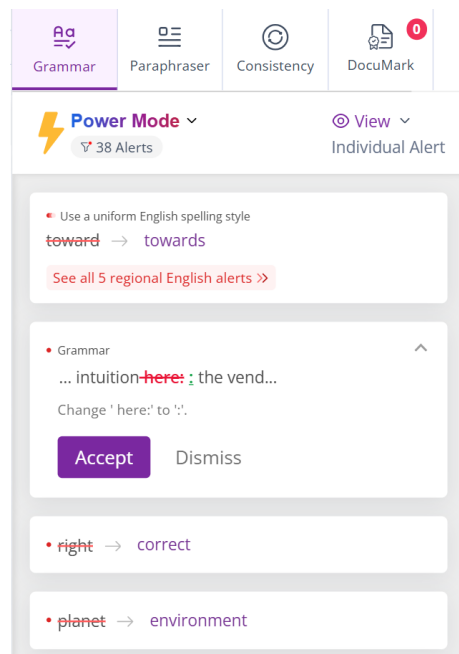 Aa
Grammar
Paraphraser
Consistency
0
DocuMark
Power Mode
View
38 Alerts
Individual Alert
Use a uniform English spelling style
toward → towards
See all 5 regional English alerts >>
Grammar
... intuition here: : the vend...
Change ' here:' to ':'.
Accept
Dismiss
right → correct
planet → environment